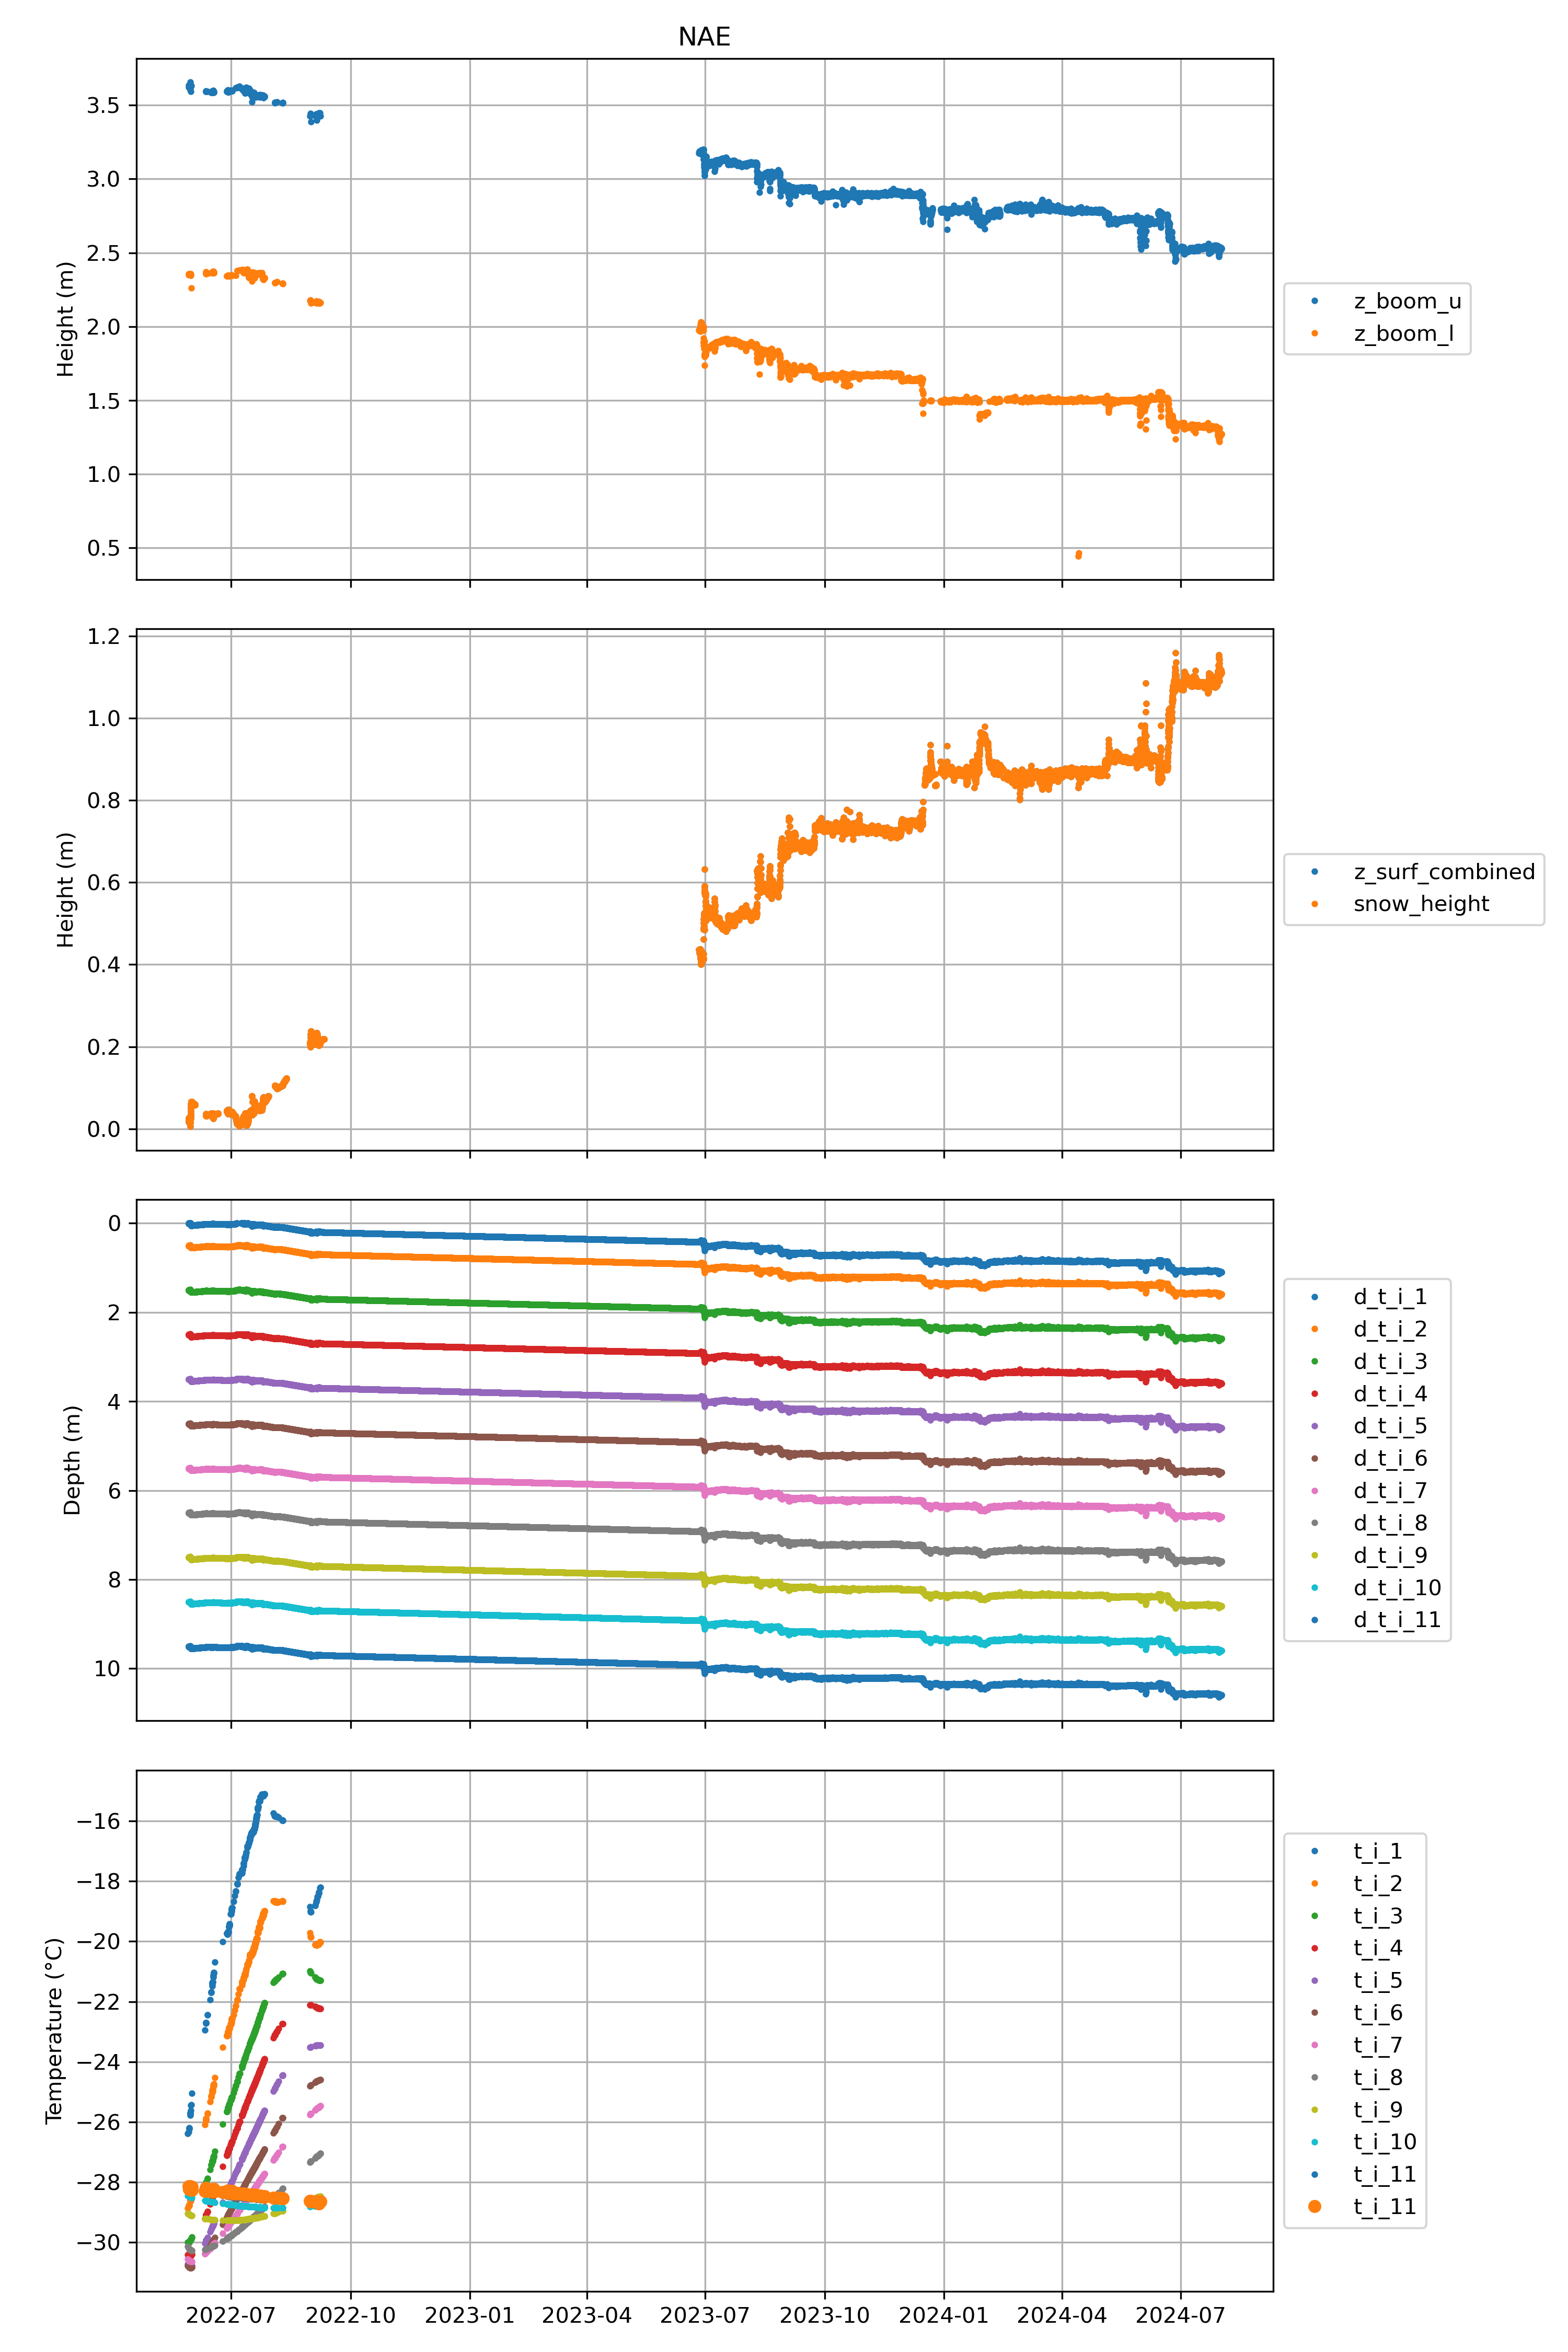 NAE
3.5
3.0
2.5
2.0
1.5
1.0
0.5
Height (m)
z_boom_u
z_boom_l
1.2
1.0
0.8
0.6
0.4
0.2
0.0
Height (m)
z_surf_combined
snow_height
0
2
4
6
8
10
Depth (m)
d_t_i_1
d_t_i_2
d_t_i_3
d_t_i_4
d_t_i_5
d_t_i_6
d_t_i_7
d_t_i_8
d_t_i_9
d_t_i_10
d_t_i_11
−16
−18
−20
−22
−24
−26
−28
−30
Temperature (°C)
t_i_1
t_i_2
t_i_3
t_i_4
t_i_5
t_i_6
t_i_7
t_i_8
t_i_9
t_i_10
t_i_11
t_i_11
2022-07 2022-10 2023-01 2023-04 2023-07 2023-10 2024-01 2024-04 2024-07